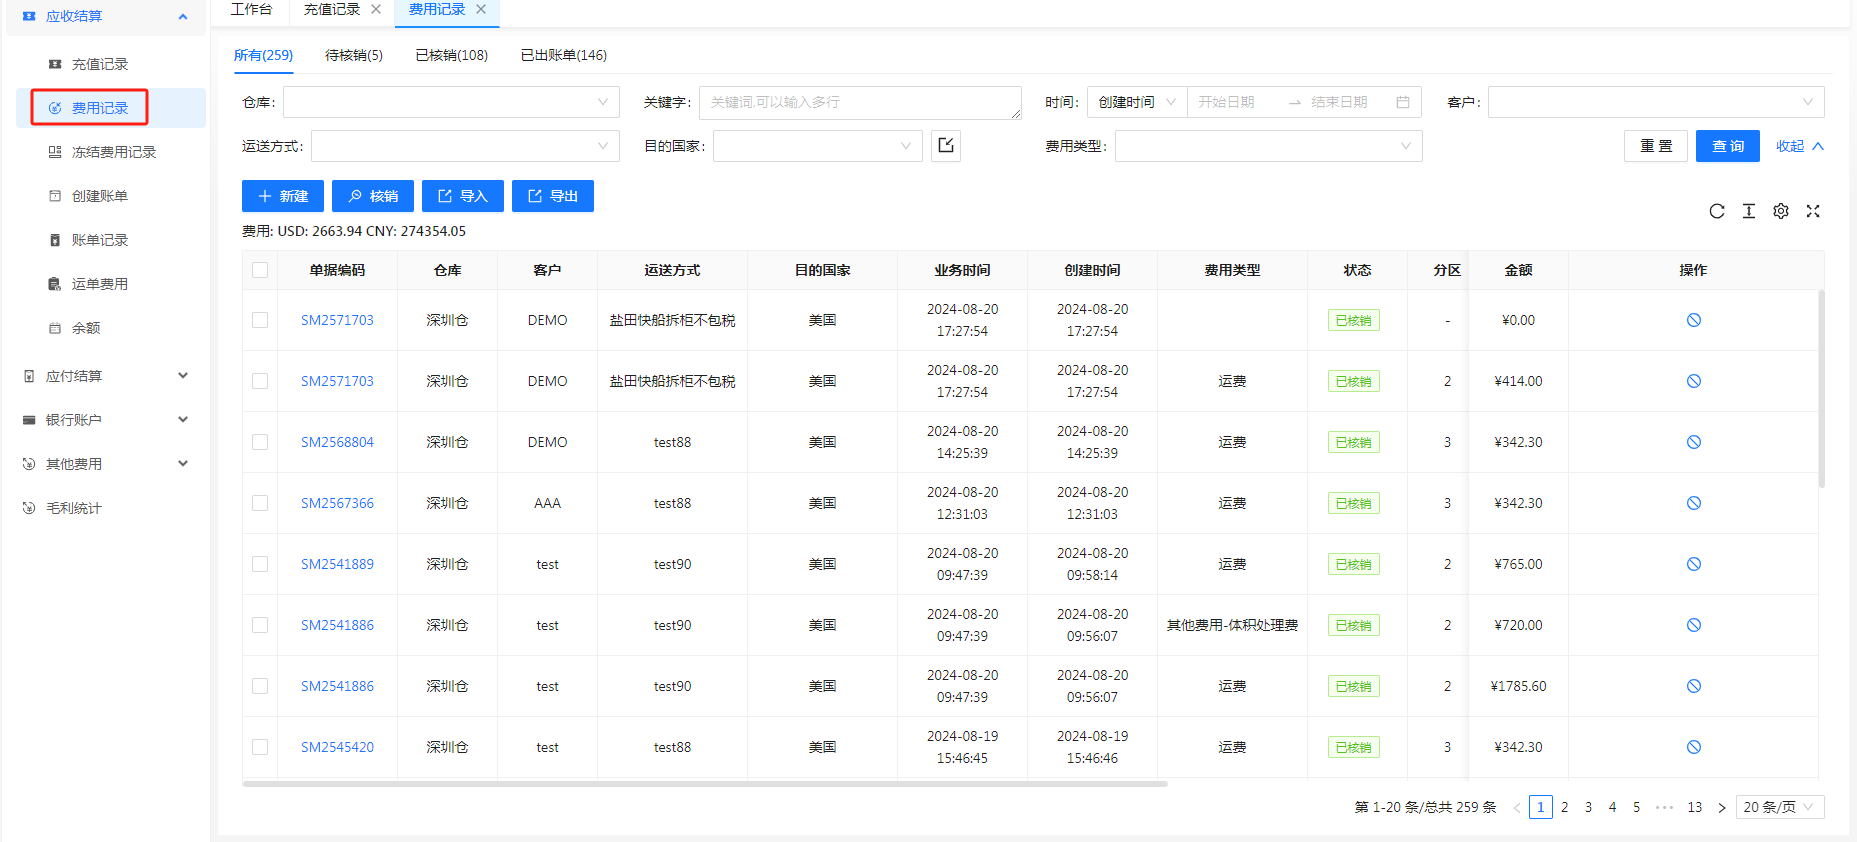 应收结算
充值记录
费用记录
冻结费用记录
创建账单
账单记录
运单费用
余额
应付结算
银行账户
其他费用
毛利统计
工作台 充值记录 费用记录
所有(259) 待核销(5) 已核销(108) 已出账单(146)
仓库: 关键字: 关键词,可以输入多行 时间: 创建时间 开始日期 结束日期 客户:
运送方式: 目的国家: 费用类型: 重 置 查 询 收起
新建 核销 导入 导出
费用: USD: 2663.94 CNY: 274354.05
单据编码 仓库 客户 运送方式 目的国家 业务时间 创建时间 费用类型 状态 分区 金额 操作
SM2571703 深圳仓 DEMO 盐田快船拆柜不包税 美国 2024-08-20 17:27:54 2024-08-20 17:27:54 已核销 - ¥0.00
SM2571703 深圳仓 DEMO 盐田快船拆柜不包税 美国 2024-08-20 17:27:54 2024-08-20 17:27:54 运费 已核销 2 ¥414.00
SM2568804 深圳仓 DEMO test88 美国 2024-08-20 14:25:39 2024-08-20 14:25:39 运费 已核销 3 ¥342.30
SM2567366 深圳仓 AAA test88 美国 2024-08-20 12:31:03 2024-08-20 12:31:03 运费 已核销 3 ¥342.30
SM2541889 深圳仓 test test90 美国 2024-08-20 09:47:39 2024-08-20 09:58:14 运费 已核销 2 ¥765.00
SM2541886 深圳仓 test test90 美国 2024-08-20 09:47:39 2024-08-20 09:56:07 其他费用-体积处理费 已核销 2 ¥720.00
SM2541886 深圳仓 test test90 美国 2024-08-20 09:47:39 2024-08-20 09:56:07 运费 已核销 2 ¥1785.60
SM2545420 深圳仓 test test88 美国 2024-08-19 15:46:45 2024-08-19 15:46:46 运费 已核销 3 ¥342.30
第 1-20 条/总共 259 条 1 2 3 4 5 ••• 13 20 条/页